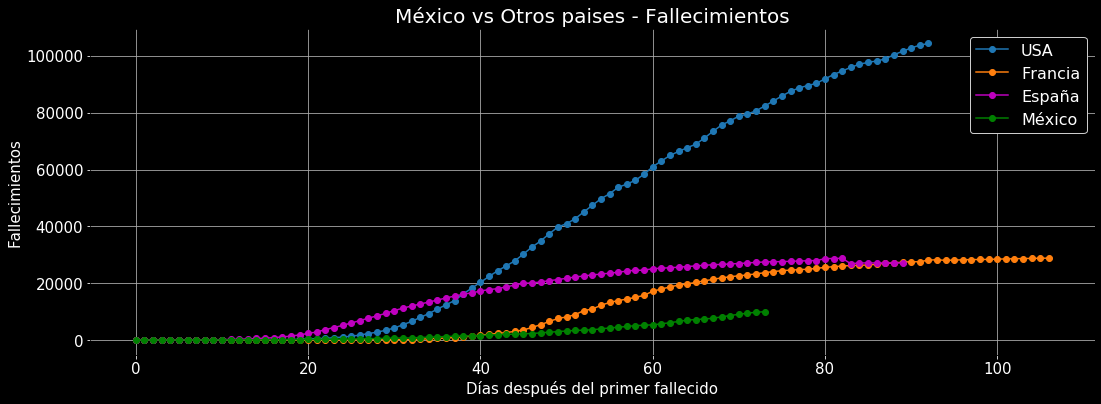 México vs Otros paises - Fallecimientos
Fallecimientos
100000
80000
60000
40000
20000
0
USA
Francia
España
México
0 20 40 60 80 100
Días después del primer fallecido